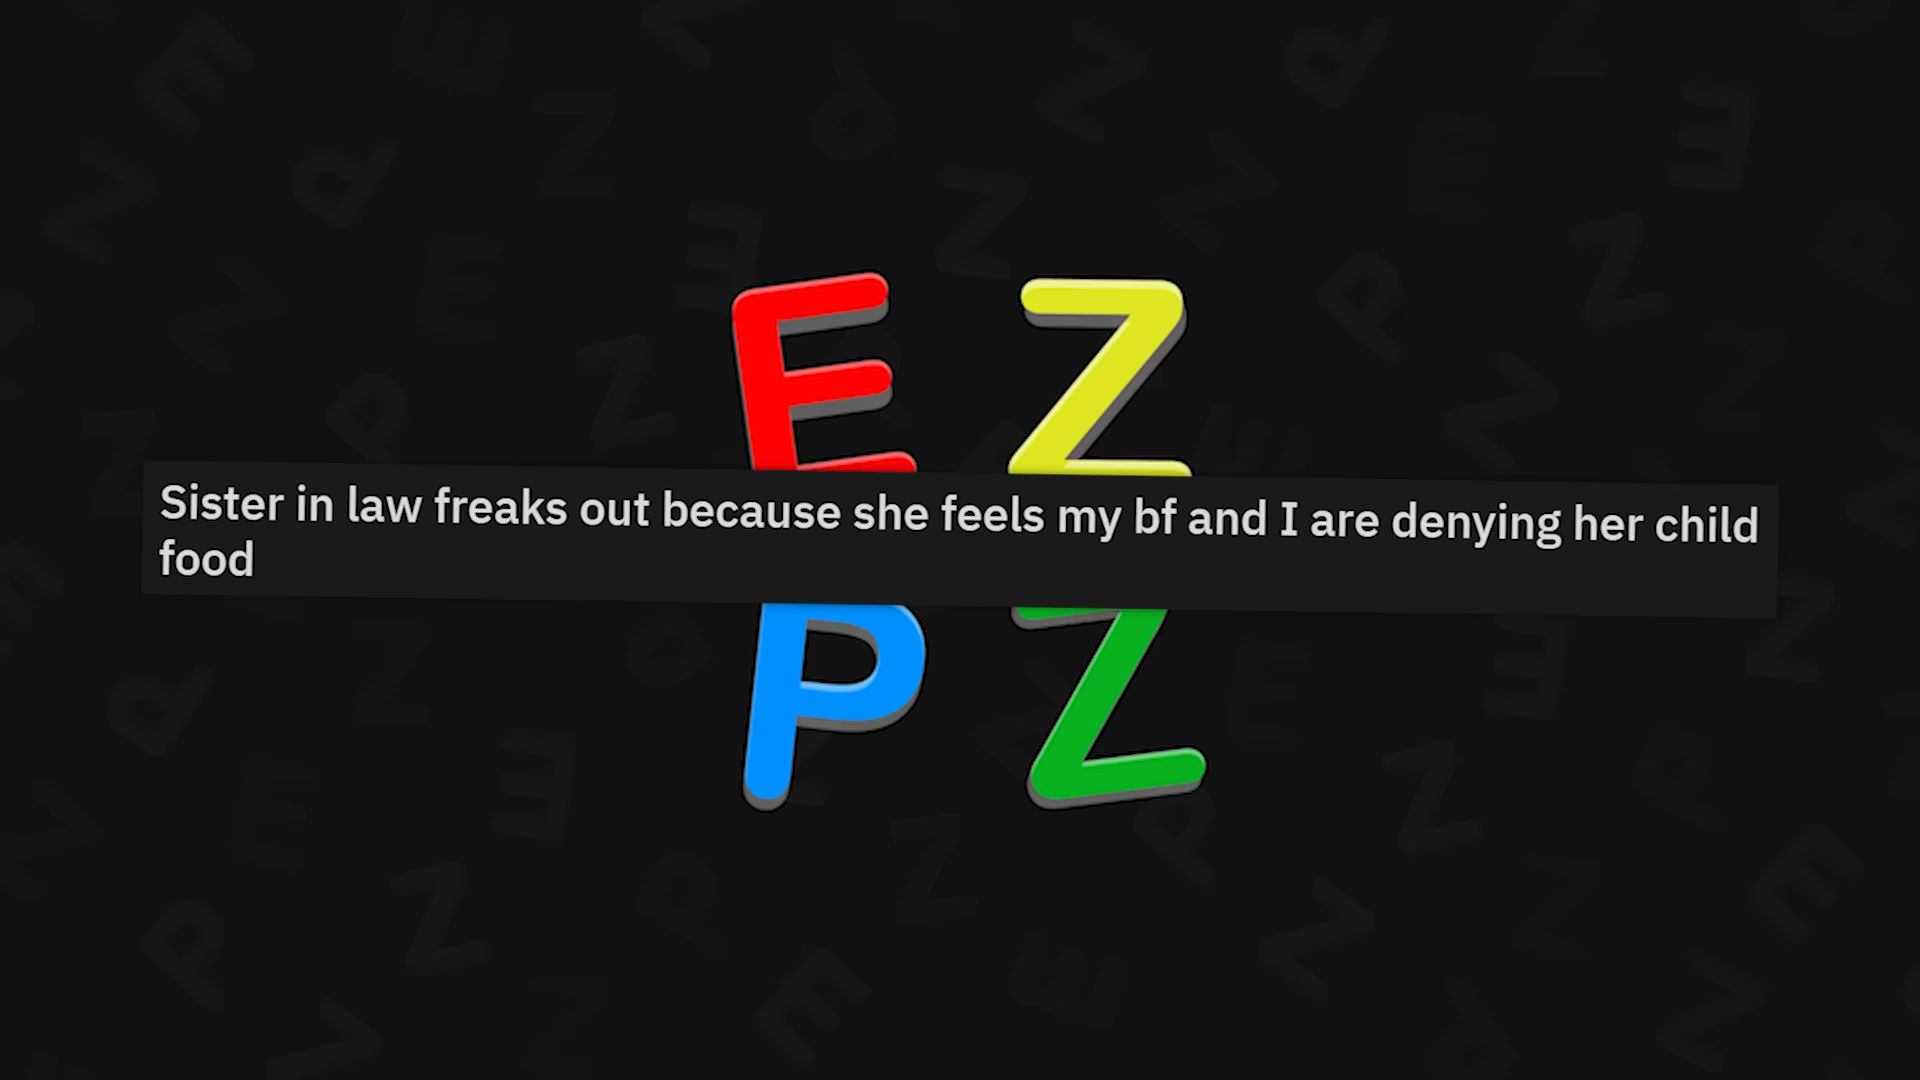 E Z
Sister in law freaks out because she feels my bf and I are denying her child
food
P Z